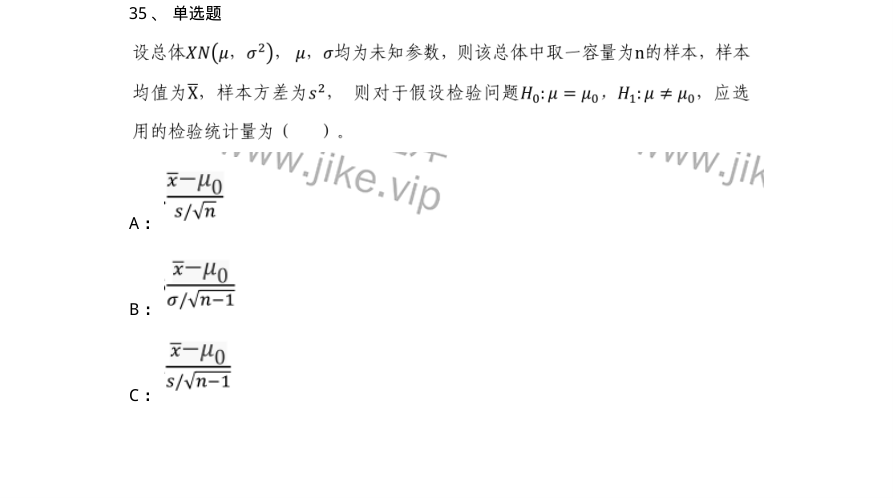 35 、 单选题
设总体XN(μ, σ²), μ, σ均为未知参数, 则该总体中取一容量为n的样本, 样本
均值为X̅, 样本方差为s², 则对于假设检验问题H₀: μ = μ₀, H₁: μ ≠ μ₀, 应选
用的检验统计量为 ( ) 。
www.jike.vip
www.jik
A : x̅−μ₀ / s/√n
B : x̅−μ₀ / σ/√n−1
C : x̅−μ₀ / s/√n−1